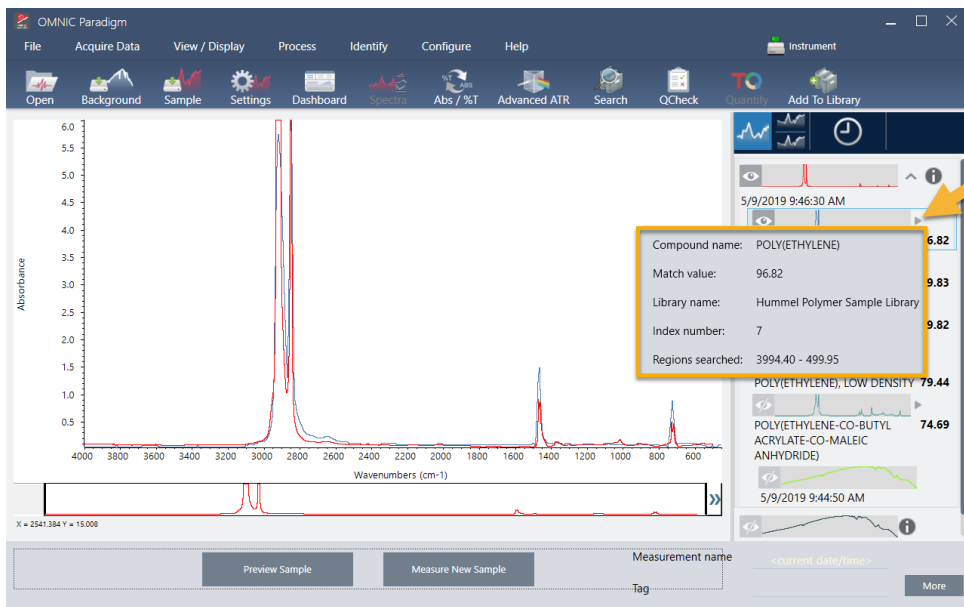 OMNIC Paradigm
File Acquire Data View / Display Process Identify Configure Help Instrument
%T ABS TQ
Open Background Sample Settings Dashboard Spectra Abs / %T Advanced ATR Search QCheck Quantify Add To Library
6.0
5.5
5.0
4.5
4.0
3.5
3.0
2.5
2.0
1.5
1.0
0.5
Absorbance
4000 3800 3600 3400 3200 3000 2800 2600 2400 2200 2000 1800 1600 1400 1200 1000 800 600
Wavenumbers (cm-1)
X = 2541.384 Y = 15.008
5/9/2019 9:46:30 AM
6.82
Compound name: POLY(ETHYLENE)
Match value: 96.82
9.83
Library name: Hummel Polymer Sample Library
9.82
Index number: 7
Regions searched: 3994.40 - 499.95
POLY(ETHYLENE), LOW DENSITY 79.44
POLY(ETHYLENE-CO-BUTYL 74.69
ACRYLATE-CO-MALEIC
ANHYDRIDE)
5/9/2019 9:44:50 AM
Preview Sample Measure New Sample
Measurement name <current date/time>
Tag
More